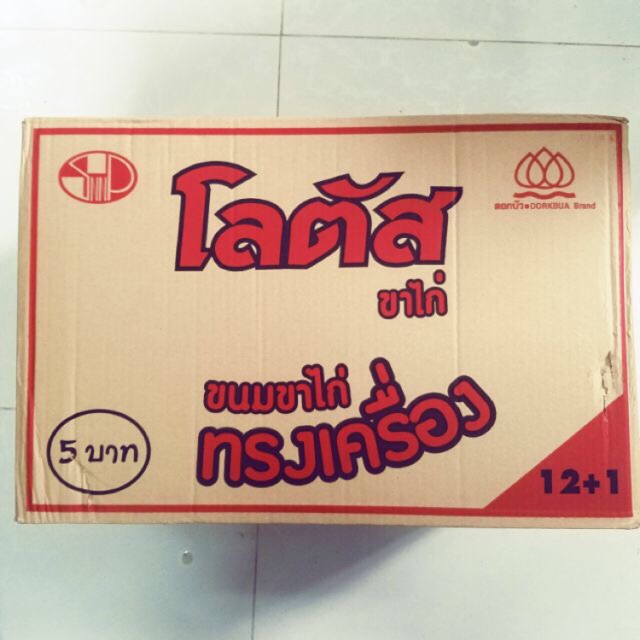 โลตัส
ดอกบัว DORKBUA Brand
ขาไก่
ขนมขาไก่
ทรงเครื่อง
5 บาท
12+1